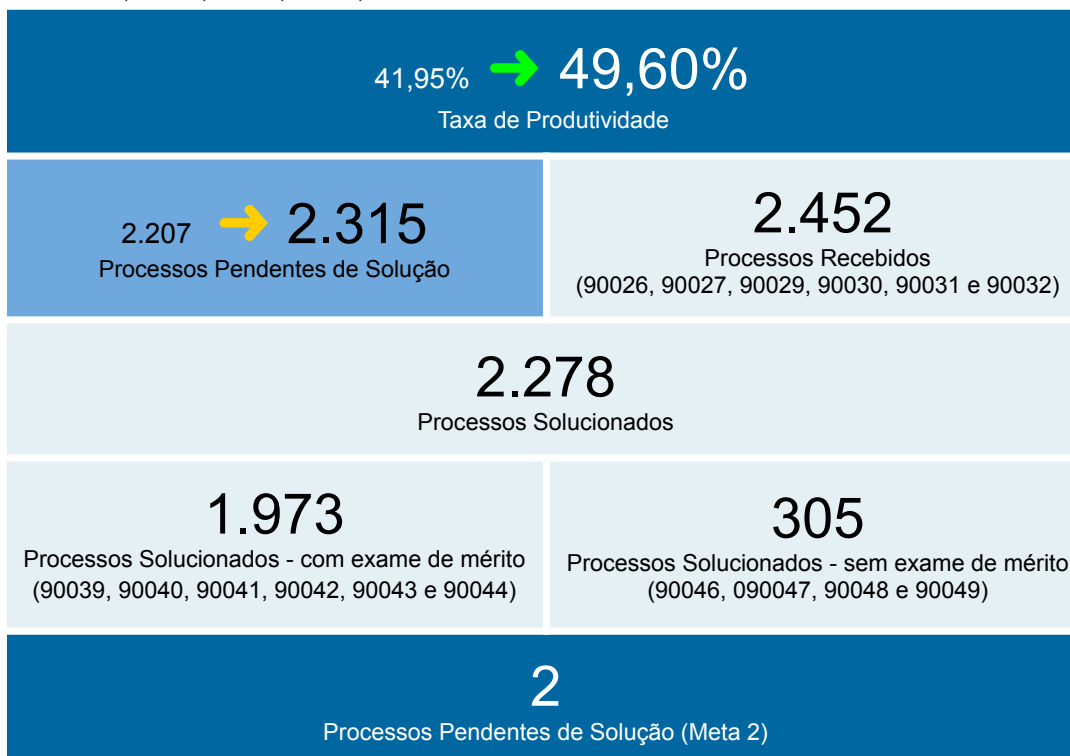 41,95% ➜ 49,60%
Taxa de Produtividade
2.207 ➜ 2.315
Processos Pendentes de Solução
2.452
Processos Recebidos
(90026, 90027, 90029, 90030, 90031 e 90032)
2.278
Processos Solucionados
1.973
Processos Solucionados - com exame de mérito
(90039, 90040, 90041, 90042, 90043 e 90044)
305
Processos Solucionados - sem exame de mérito
(90046, 090047, 90048 e 90049)
2
Processos Pendentes de Solução (Meta 2)